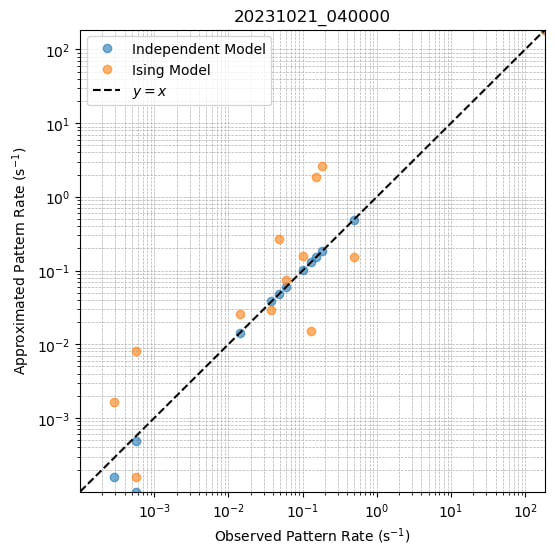 20231021_040000
Independent Model
Ising Model
y = x
10²
10¹
10⁰
10⁻¹
10⁻²
10⁻³
Approximated Pattern Rate (s⁻¹)
10⁻³ 10⁻² 10⁻¹ 10⁰ 10¹ 10²
Observed Pattern Rate (s⁻¹)